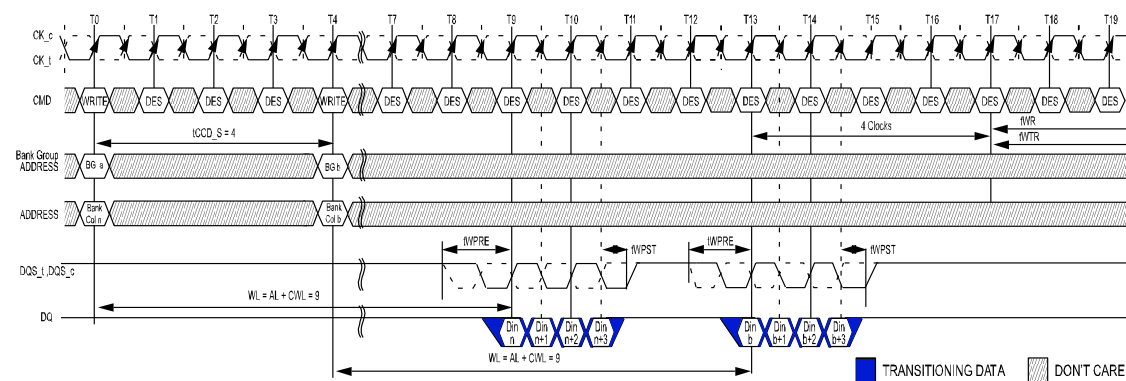 T0 T1 T2 T3 T4 T7 T8 T9 T10 T11 T12 T13 T14 T15 T16 T17 T18 T19
CK_c
CK_t
CMD WRITE DES DES DES WRITE DES DES DES DES DES DES DES DES DES DES DES DES DES
tCCD_S = 4
4 Clocks
tWR
tWTR
Bank Group
ADDRESS
BG a
BG b
ADDRESS
Bank
Col n
Bank
Col b
tWPRE
tWPST
tWPRE
tWPST
DQS_t ,DQS_c
WL = AL + CWL = 9
DQ
Din
n
Din
n+1
Din
n+2
Din
n+3
Din
b
Din
b+1
Din
b+2
Din
b+3
WL = AL + CWL = 9
TRANSITIONING DATA
DON'T CARE